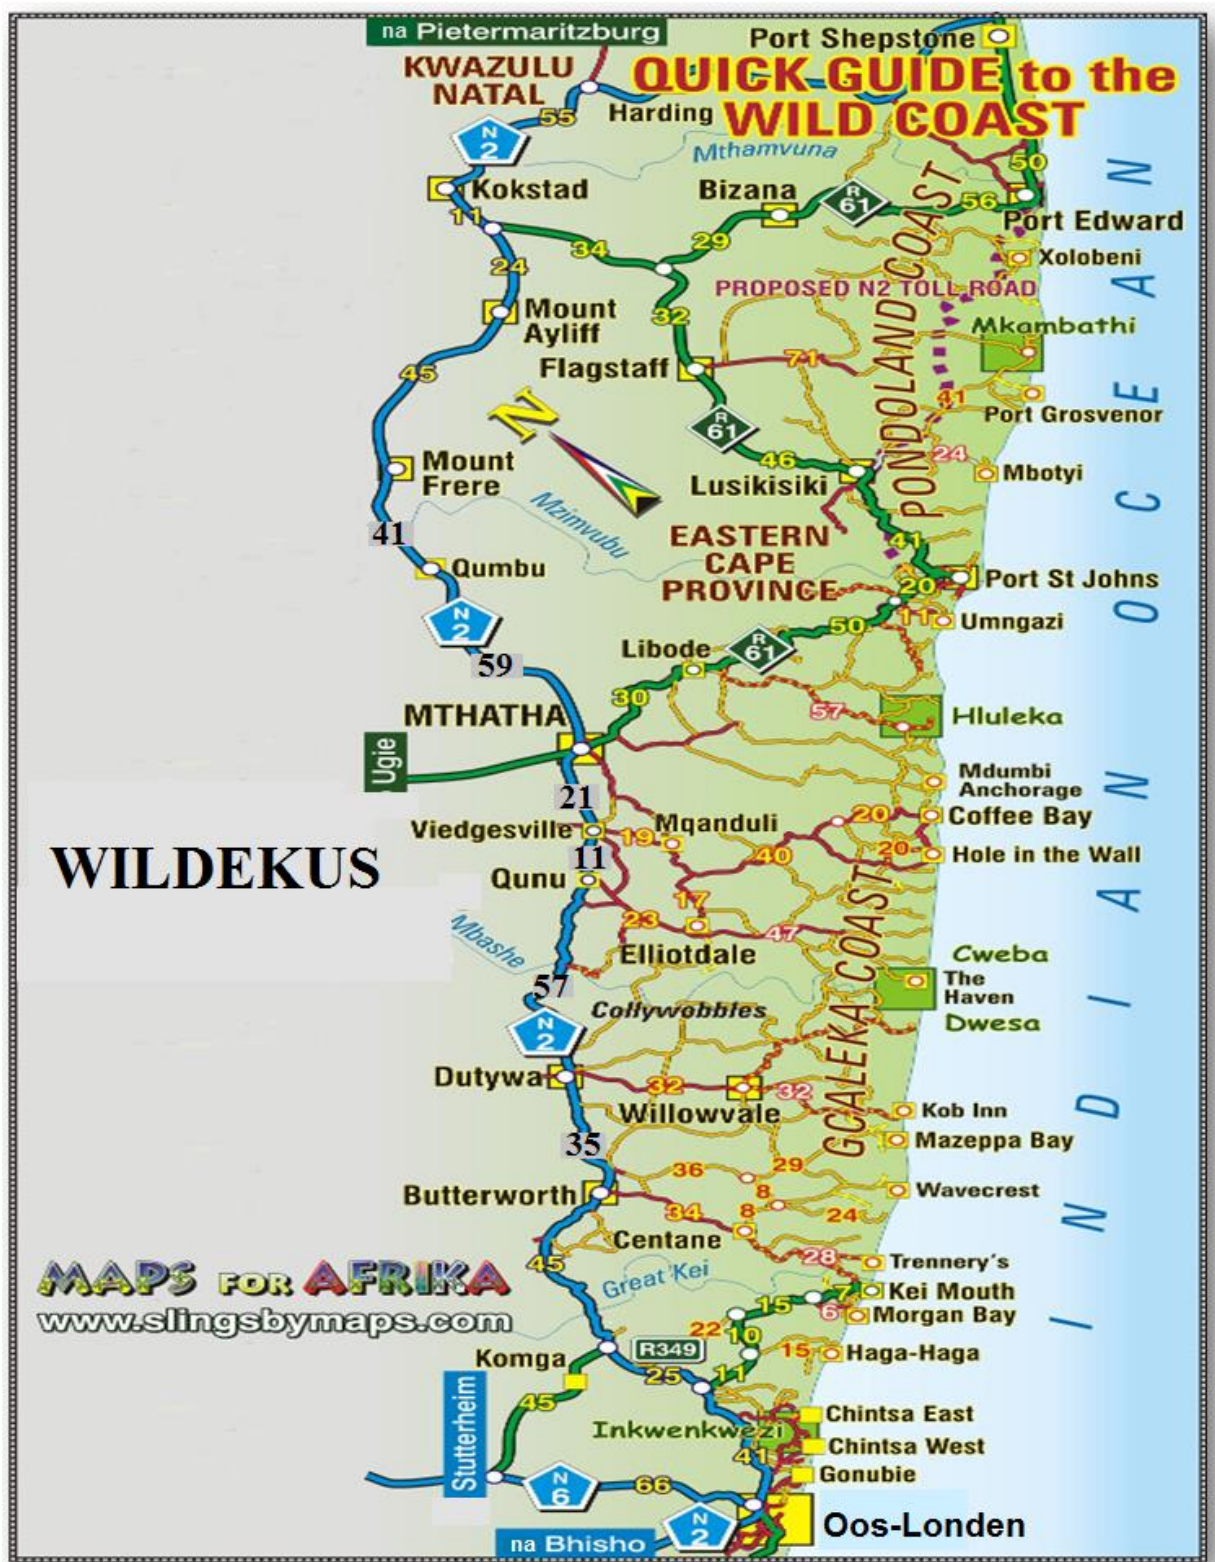 na Pietermaritzburg
Port Shepstone
KWAZULU
NATAL
QUICK GUIDE to the
WILD COAST
Harding
55
N
2
Mthamvuna
50
Kokstad
Bizana
R
61
56
Port Edward
11
34
29
Xolobeni
24
PROPOSED N2 TOLL ROAD
Mount
Ayliff
32
Mkambathi
Flagstaff
71
45
41
Port Grosvenor
N
R
61
PONDOLAND COAST
Mount
Frere
46
24
Mbotyi
Lusikisiki
Mzimvubu
41
EASTERN
CAPE
PROVINCE
41
Qumbu
Port St Johns
20
N
2
11
Umngazi
50
Libode
R
61
59
30
MTHATHA
57
Hluleka
Ugie
Mdumbi
Anchorage
21
Viedgesville
19
Mqanduli
20
Coffee Bay
WILDEKUS
11
40
20
Hole in the Wall
Qunu
17
Mbashe
23
47
Elliotdale
GCALEKA COAST
Cweba
The
Haven
Dwesa
57
Collywobbles
N
2
Dutywa
32
Willowvale
32
Kob Inn
35
Mazeppa Bay
36
29
Butterworth
8
Wavecrest
34
8
24
Centane
45
28
Trennery's
MAPS FOR AFRIKA
www.slingsbymaps.com
Great Kei
7
Kei Mouth
15
6
Morgan Bay
22
10
R349
Komga
15
Haga-Haga
25
11
45
Stutterheim
Chintsa East
Inkwenkwezi
Chintsa West
41
Gonubie
N
6
66
N
2
Oos-Londen
na Bhisho
INDIAN OCEAN